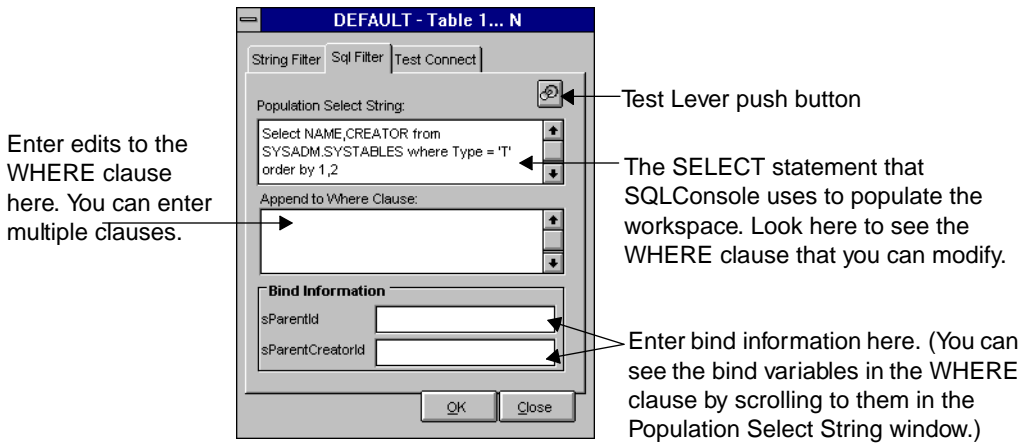 DEFAULT - Table 1... N
String Filter Sql Filter Test Connect
Test Lever push button
Population Select String:
Select NAME,CREATOR from
SYSADM.SYSTABLES where Type = 'T'
order by 1,2
The SELECT statement that
SQLConsole uses to populate the
workspace. Look here to see the
WHERE clause that you can modify.
Enter edits to the
WHERE clause
here. You can enter
multiple clauses.
Append to Where Clause:
Bind Information
sParentId
sParentCreatorId
Enter bind information here. (You can
see the bind variables in the WHERE
clause by scrolling to them in the
Population Select String window.)
OK Close